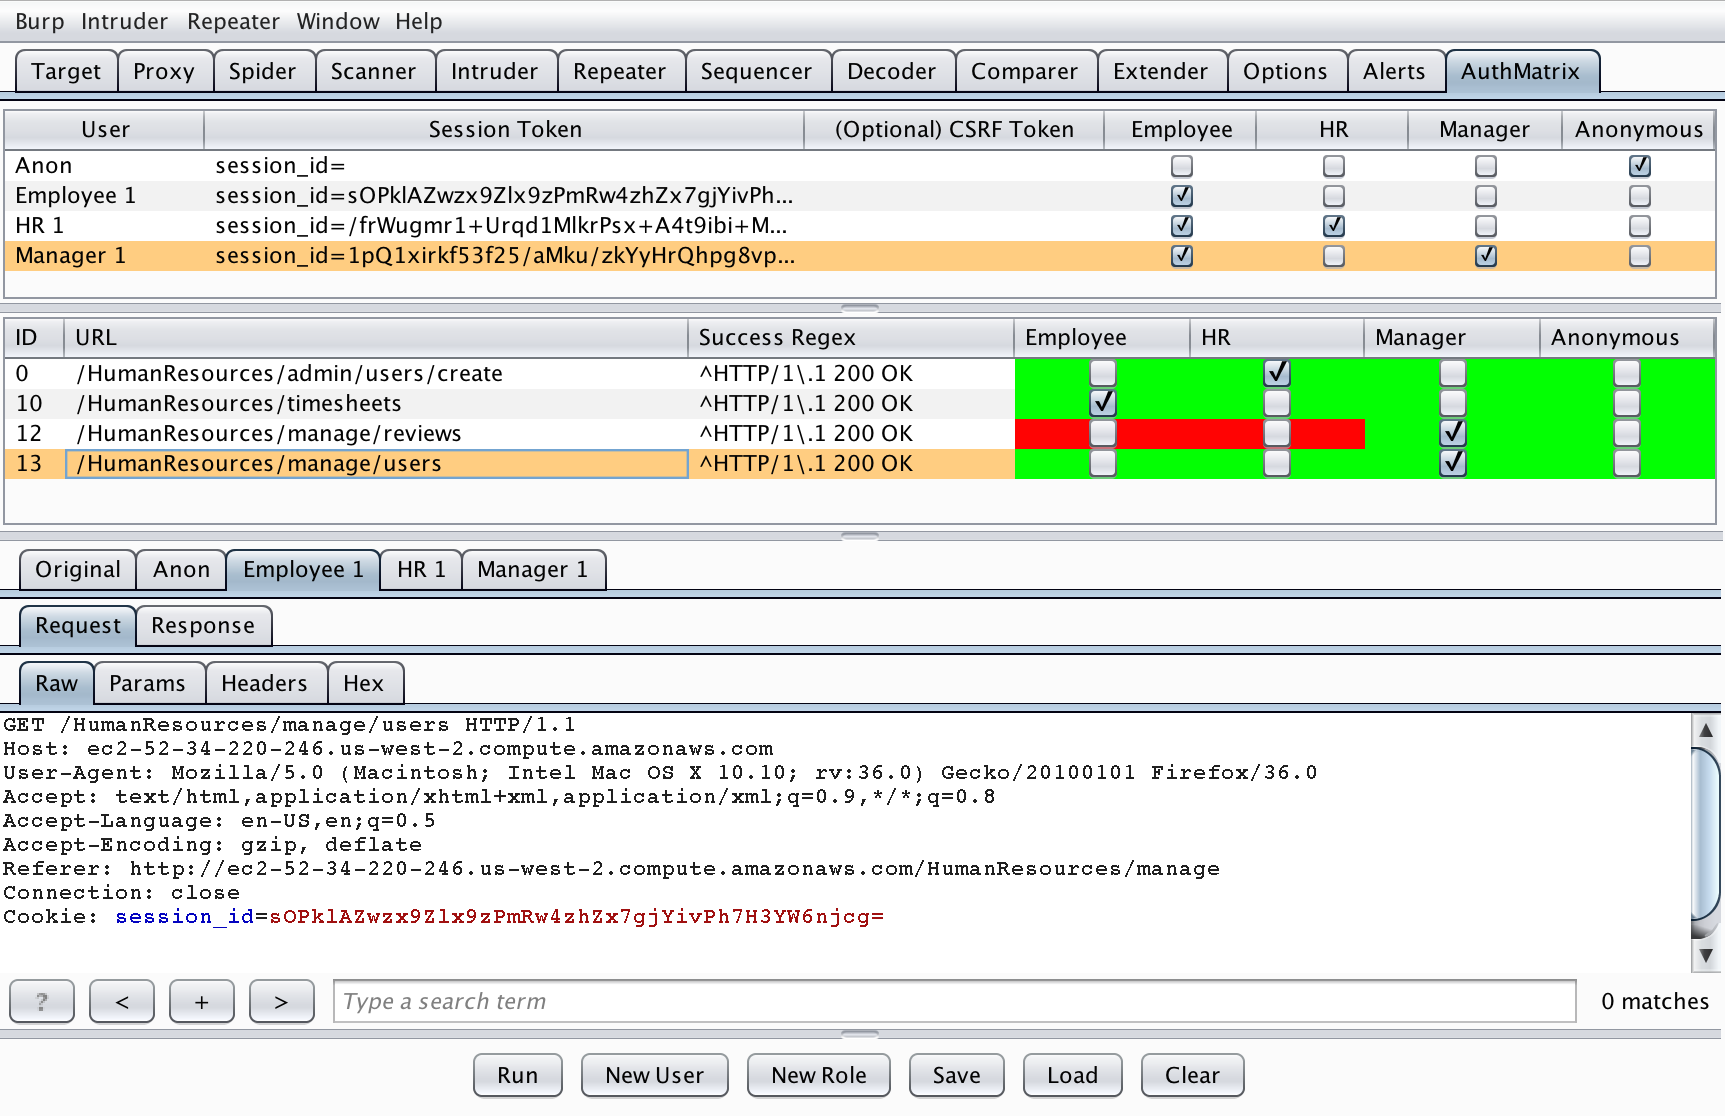 Burp Intruder Repeater Window Help
Target Proxy Spider Scanner Intruder Repeater Sequencer Decoder Comparer Extender Options Alerts AuthMatrix
User Session Token (Optional) CSRF Token Employee HR Manager Anonymous
Anon session_id=
Employee 1 session_id=sOPklAZwzx9Zlx9zPmRw4zhZx7gjYivPh...
HR 1 session_id=/frWugmr1+Urqd1MlkrPsx+A4t9ibi+M...
Manager 1 session_id=1pQ1xirkf53f25/aMku/zkYyHrQhpg8vp...
ID URL Success Regex Employee HR Manager Anonymous
0 /HumanResources/admin/users/create ^HTTP/1\.1 200 OK
10 /HumanResources/timesheets ^HTTP/1\.1 200 OK
12 /HumanResources/manage/reviews ^HTTP/1\.1 200 OK
13 /HumanResources/manage/users ^HTTP/1\.1 200 OK
Original Anon Employee 1 HR 1 Manager 1
Request Response
Raw Params Headers Hex
GET /HumanResources/manage/users HTTP/1.1
Host: ec2-52-34-220-246.us-west-2.compute.amazonaws.com
User-Agent: Mozilla/5.0 (Macintosh; Intel Mac OS X 10.10; rv:36.0) Gecko/20100101 Firefox/36.0
Accept: text/html,application/xhtml+xml,application/xml;q=0.9,*/*;q=0.8
Accept-Language: en-US,en;q=0.5
Accept-Encoding: gzip, deflate
Referer: http://ec2-52-34-220-246.us-west-2.compute.amazonaws.com/HumanResources/manage
Connection: close
Cookie: session_id=sOPklAZwzx9Zlx9zPmRw4zhZx7gjYivPh7H3YW6njcg=
? < + > Type a search term 0 matches
Run New User New Role Save Load Clear